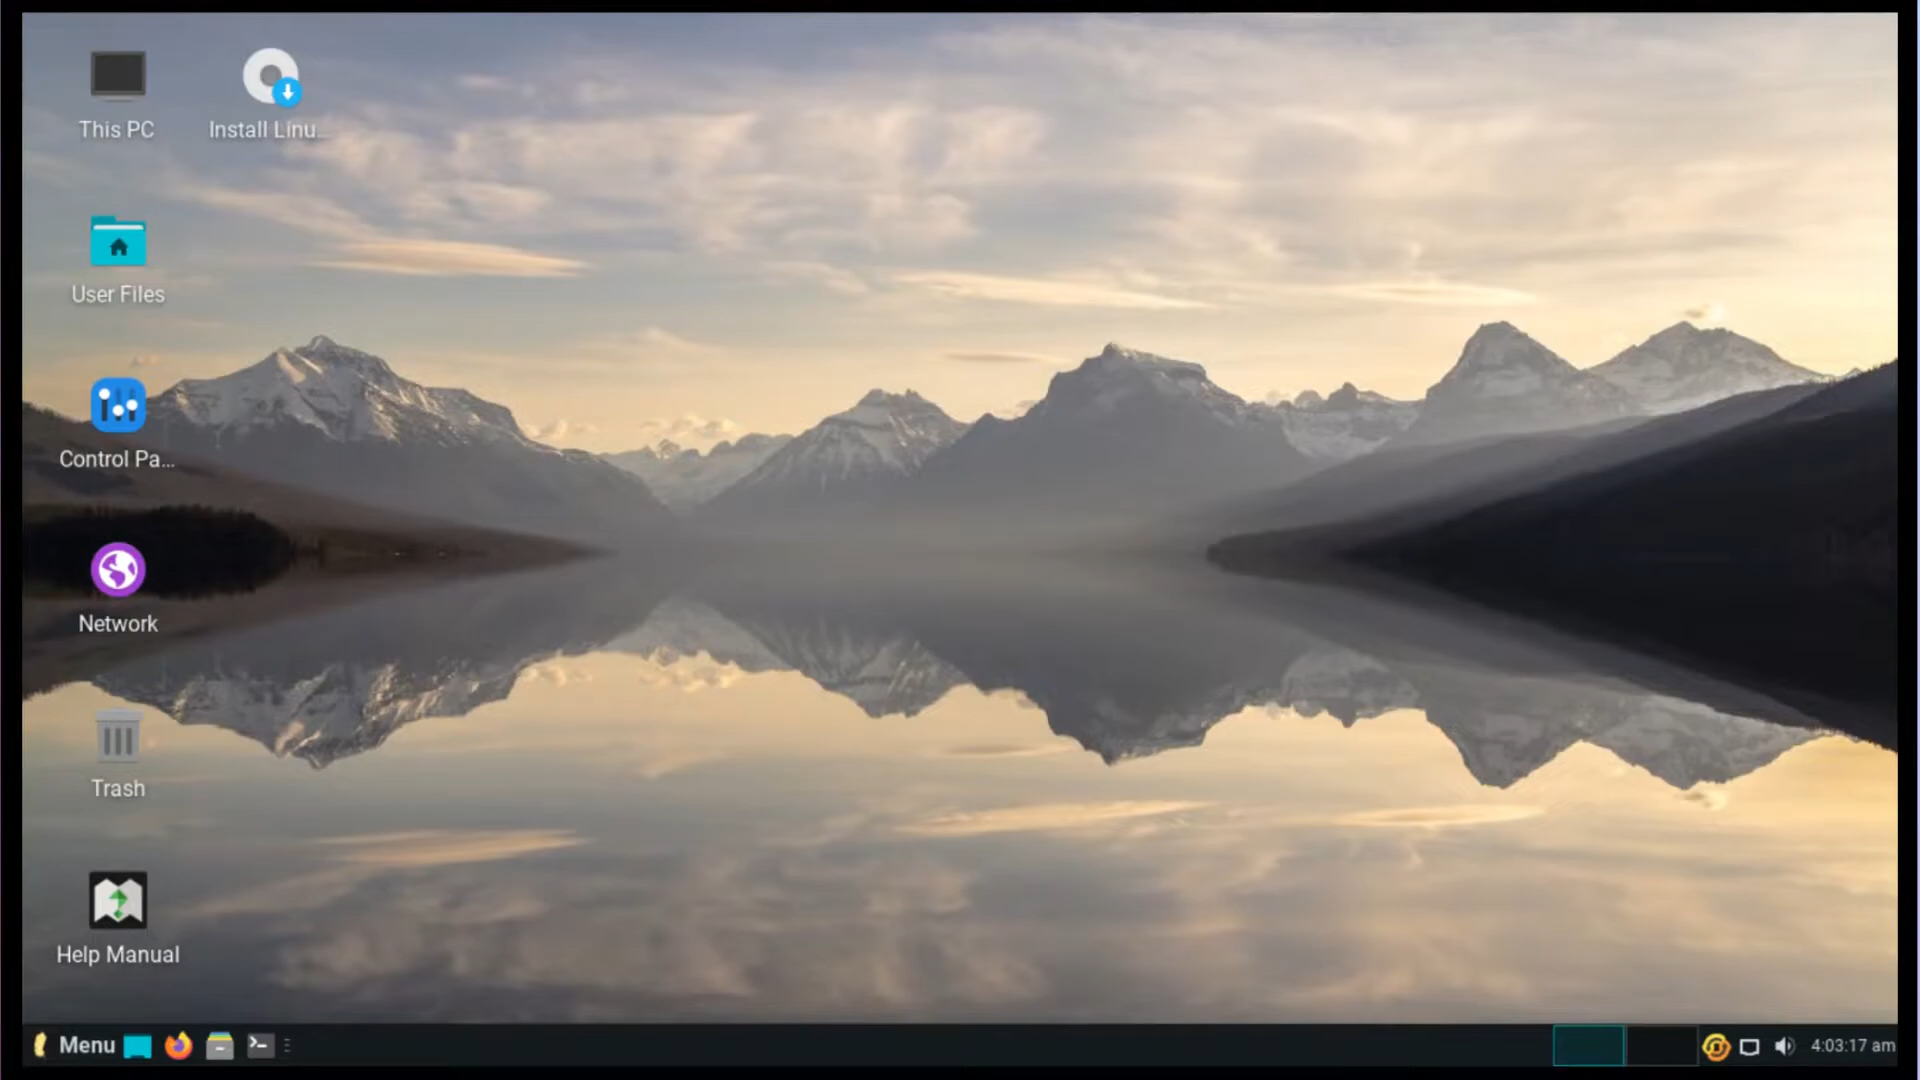 This PC
Install Linu...
User Files
Control Pa...
Network
Trash
Help Manual
Menu
4:03:17 am